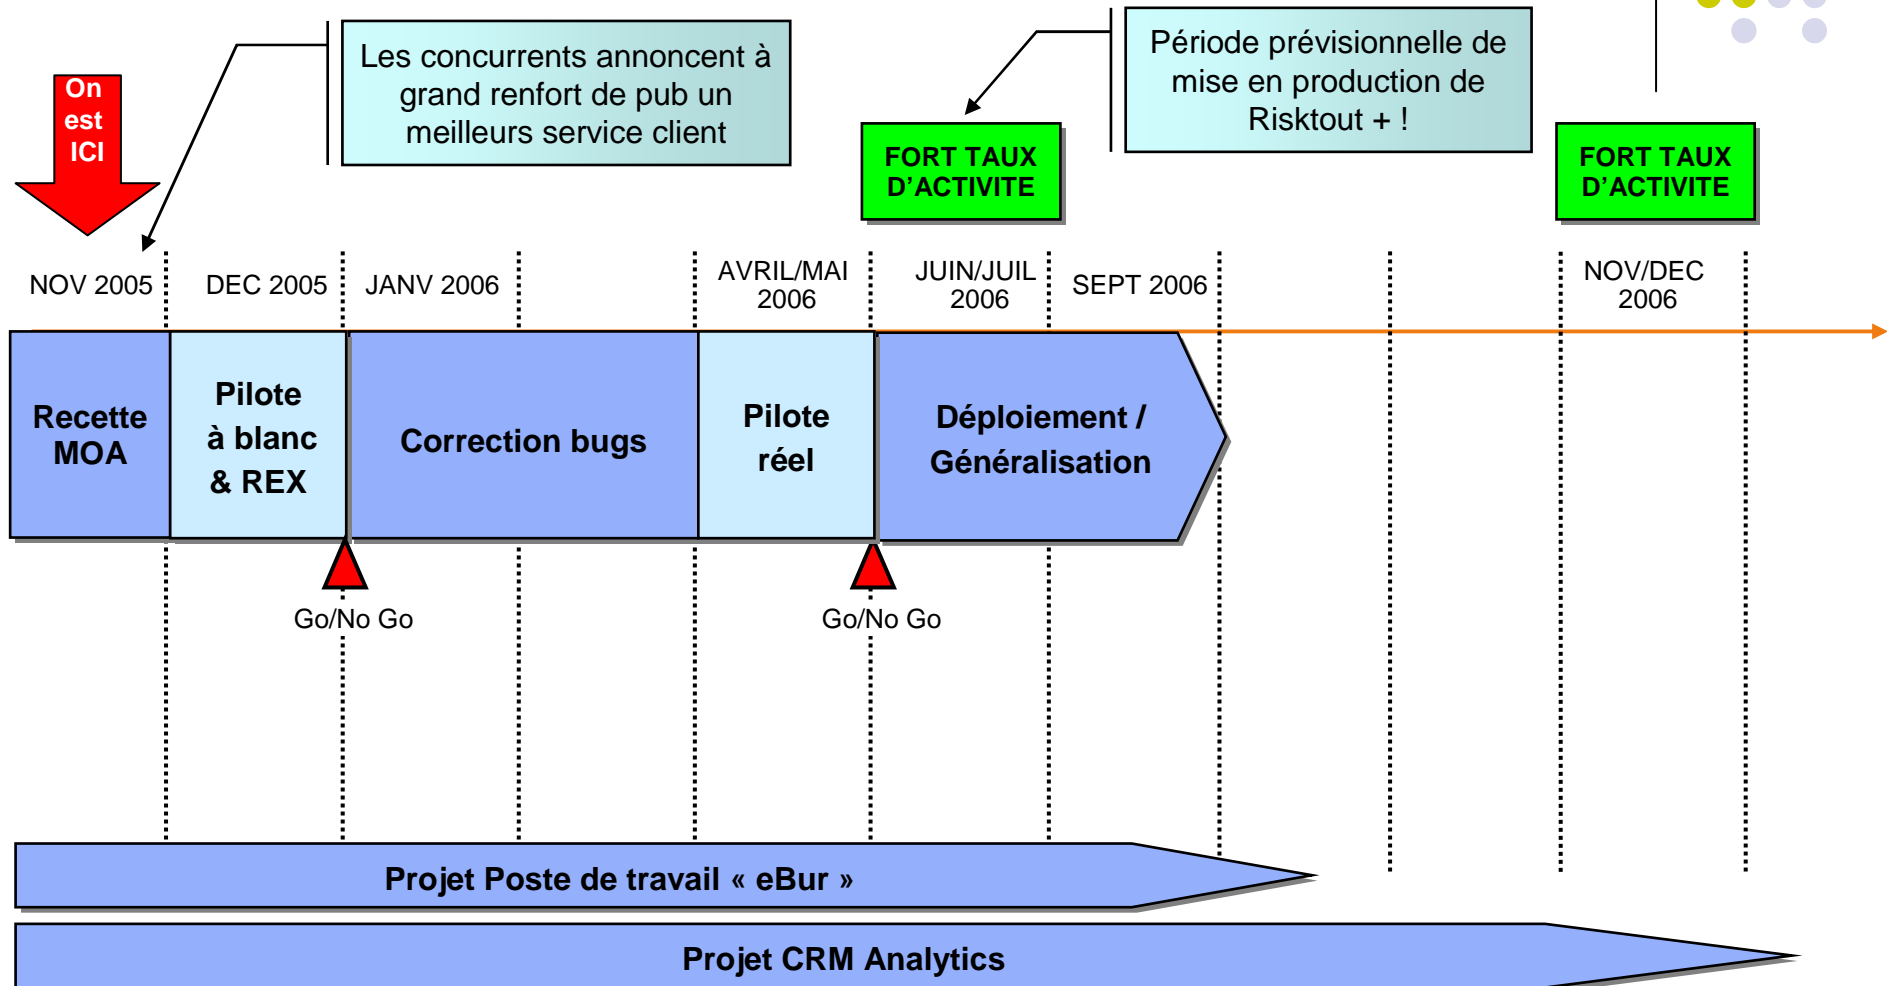 On
est
ICI
Les concurrents annoncent à
grand renfort de pub un
meilleurs service client
Période prévisionnelle de
mise en production de
Risktout + !
FORT TAUX
D’ACTIVITE
FORT TAUX
D’ACTIVITE
NOV 2005
DEC 2005
JANV 2006
AVRIL/MAI
2006
JUIN/JUIL
2006
SEPT 2006
NOV/DEC
2006
Recette
MOA
Pilote
à blanc
& REX
Correction bugs
Pilote
réel
Déploiement /
Généralisation
Go/No Go
Go/No Go
Projet Poste de travail « eBur »
Projet CRM Analytics